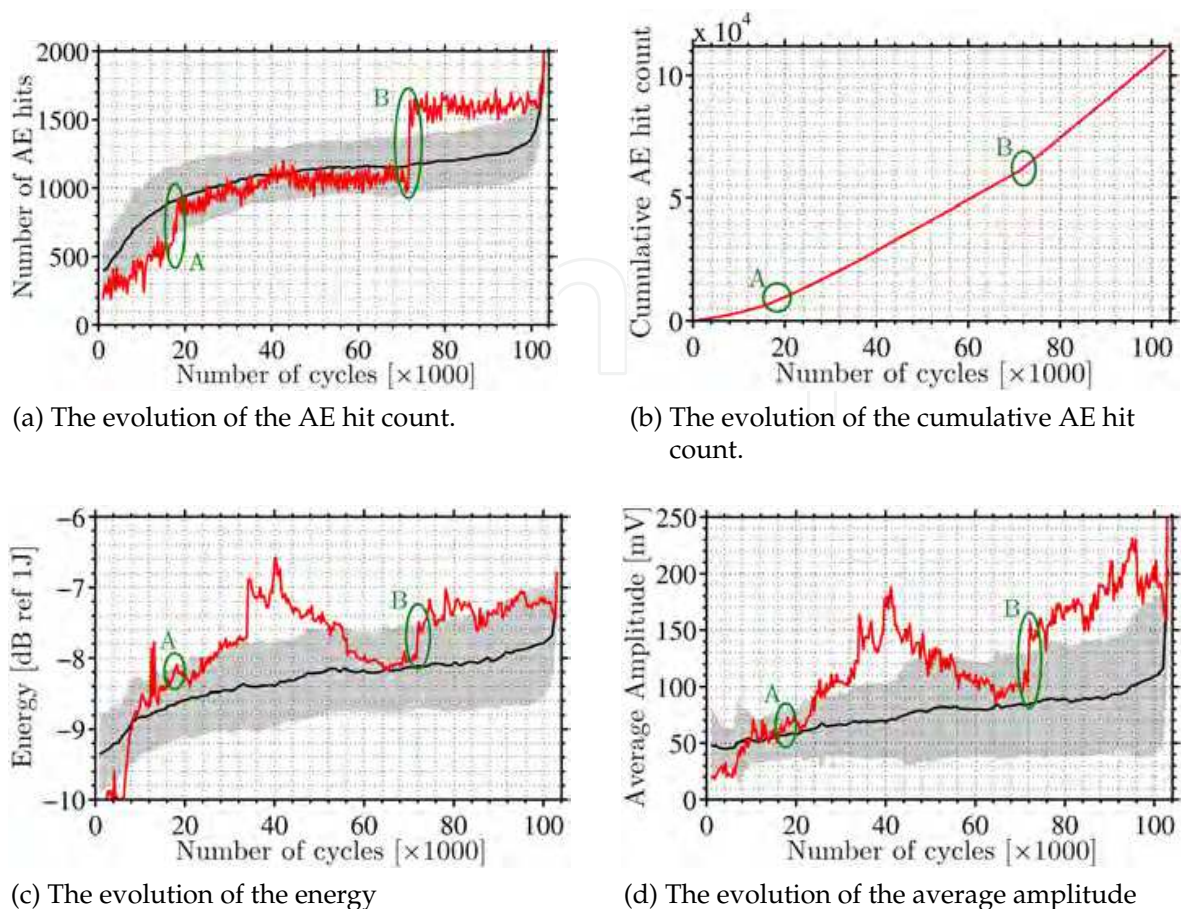 2000
1500
1000
500
0
Number of AE hits
A
B
0 20 40 60 80 100
Number of cycles [×1000]
(a) The evolution of the AE hit count.
x 10⁴
10
5
0
Cumulative AE hit count
A
B
0 20 40 60 80 100
Number of cycles [×1000]
(b) The evolution of the cumulative AE hit
count.
−6
−7
−8
−9
−10
Energy [dB ref 1J]
A
B
0 20 40 60 80 100
Number of cycles [×1000]
(c) The evolution of the energy
250
200
150
100
50
0
Average Amplitude [mV]
A
B
0 20 40 60 80 100
Number of cycles [×1000]
(d) The evolution of the average amplitude